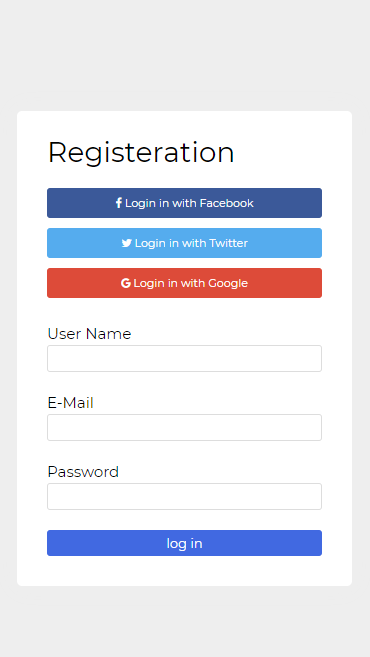 Registeration
Login in with Facebook
Login in with Twitter
Login in with Google
User Name
E-Mail
Password
log in